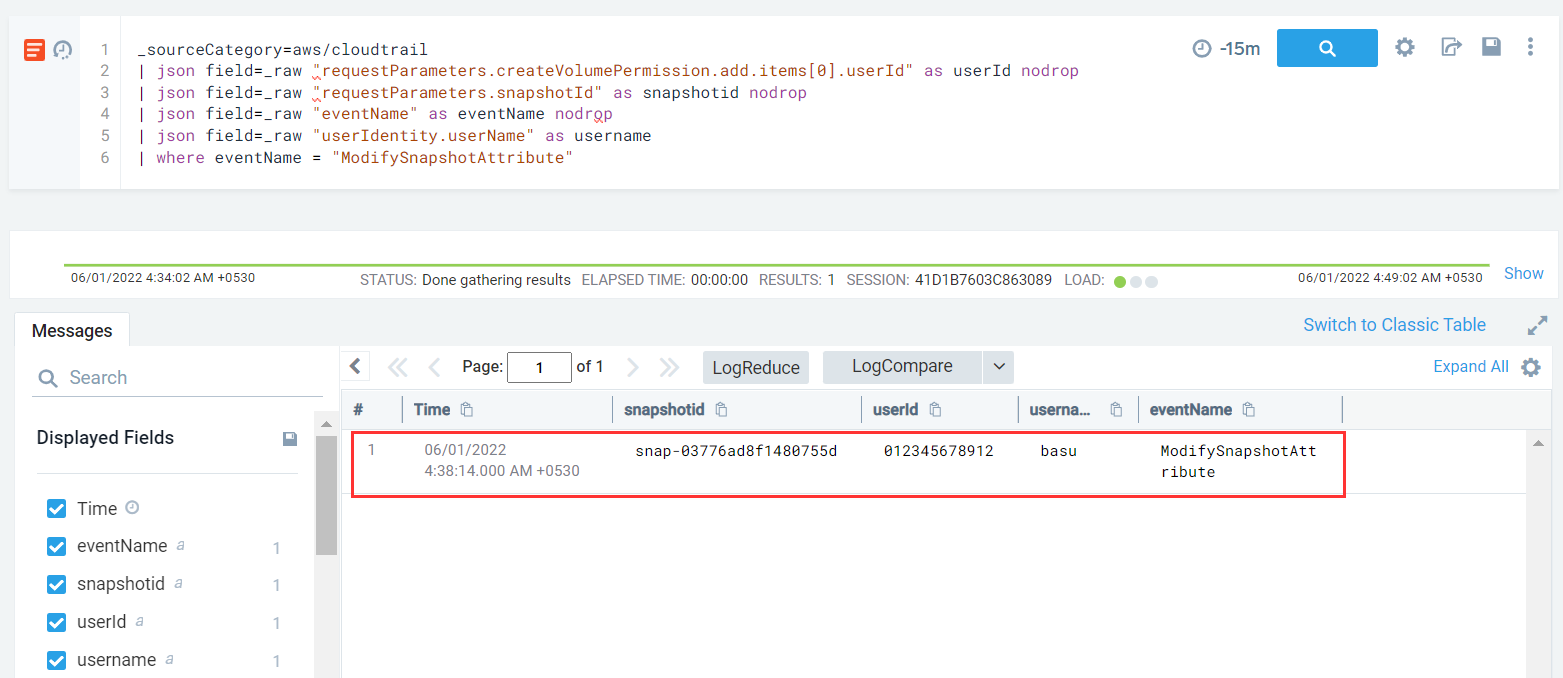 1 _sourceCategory=aws/cloudtrail
-15m
2 | json field=_raw "requestParameters.createVolumePermission.add.items[0].userId" as userId nodrop
3 | json field=_raw "requestParameters.snapshotId" as snapshotid nodrop
4 | json field=_raw "eventName" as eventName nodrop
5 | json field=_raw "userIdentity.userName" as username
6 | where eventName = "ModifySnapshotAttribute"
06/01/2022 4:34:02 AM +0530 STATUS: Done gathering results ELAPSED TIME: 00:00:00 RESULTS: 1 SESSION: 41D1B7603C863089 LOAD: 06/01/2022 4:49:02 AM +0530 Show
Messages
Switch to Classic Table
Search
Page: 1 of 1 LogReduce LogCompare Expand All
Displayed Fields
Time
eventName a 1
snapshotid a 1
userId a 1
username a 1
# Time snapshotid userId userna... eventName
1 06/01/2022 snap-03776ad8f1480755d 012345678912 basu ModifySnapshotAtt
4:38:14.000 AM +0530 ribute